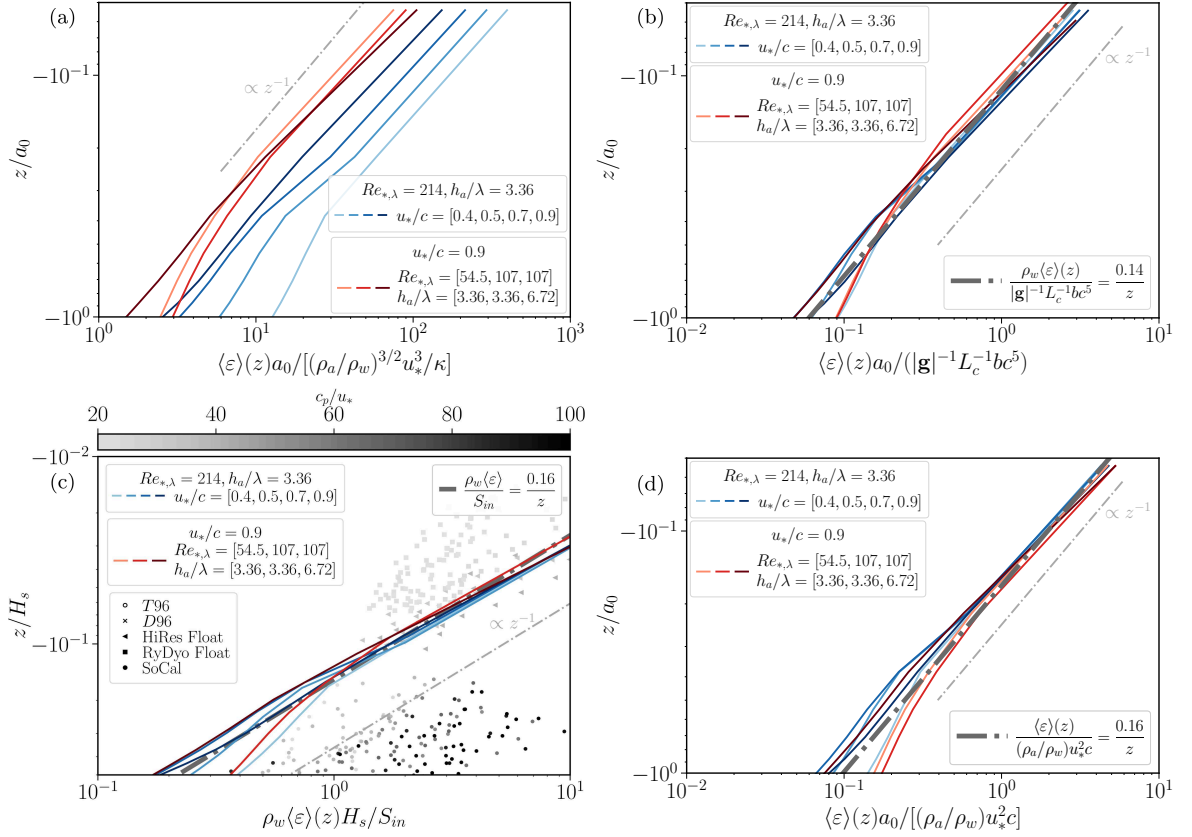 (a)
∝ z⁻¹
Re*,λ = 214, hₐ/λ = 3.36
u*/c = [0.4, 0.5, 0.7, 0.9]
u*/c = 0.9
Re*,λ = [54.5, 107, 107]
hₐ/λ = [3.36, 3.36, 6.72]
z/a₀
−10⁻¹
−10⁰
10⁰ 10¹ 10² 10³
⟨ε⟩(z)a₀/[(ρₐ/ρ_w)^{3/2}u*³/κ]
(b)
Re*,λ = 214, hₐ/λ = 3.36
u*/c = [0.4, 0.5, 0.7, 0.9]
u*/c = 0.9
Re*,λ = [54.5, 107, 107]
hₐ/λ = [3.36, 3.36, 6.72]
∝ z⁻¹
ρ_w⟨ε⟩(z) / |g|⁻¹L_c⁻¹bc⁵ = 0.14 / z
z/a₀
−10⁻¹
−10⁰
10⁻² 10⁻¹ 10⁰ 10¹
⟨ε⟩(z)a₀/(|g|⁻¹L_c⁻¹bc⁵)
c_p/u*
20 40 60 80 100
(c)
Re*,λ = 214, hₐ/λ = 3.36
u*/c = [0.4, 0.5, 0.7, 0.9]
u*/c = 0.9
Re*,λ = [54.5, 107, 107]
hₐ/λ = [3.36, 3.36, 6.72]
T96
D96
HiRes Float
RyDyo Float
SoCal
ρ_w⟨ε⟩ / S_in = 0.16 / z
∝ z⁻¹
z/H_s
−10⁻²
−10⁻¹
10⁻¹ 10⁰ 10¹
ρ_w⟨ε⟩(z)H_s/S_in
(d)
Re*,λ = 214, hₐ/λ = 3.36
u*/c = [0.4, 0.5, 0.7, 0.9]
u*/c = 0.9
Re*,λ = [54.5, 107, 107]
hₐ/λ = [3.36, 3.36, 6.72]
∝ z⁻¹
⟨ε⟩(z) / (ρₐ/ρ_w)u*²c = 0.16 / z
z/a₀
−10⁻¹
−10⁰
10⁻² 10⁻¹ 10⁰ 10¹
⟨ε⟩(z)a₀/[(ρₐ/ρ_w)u*²c]